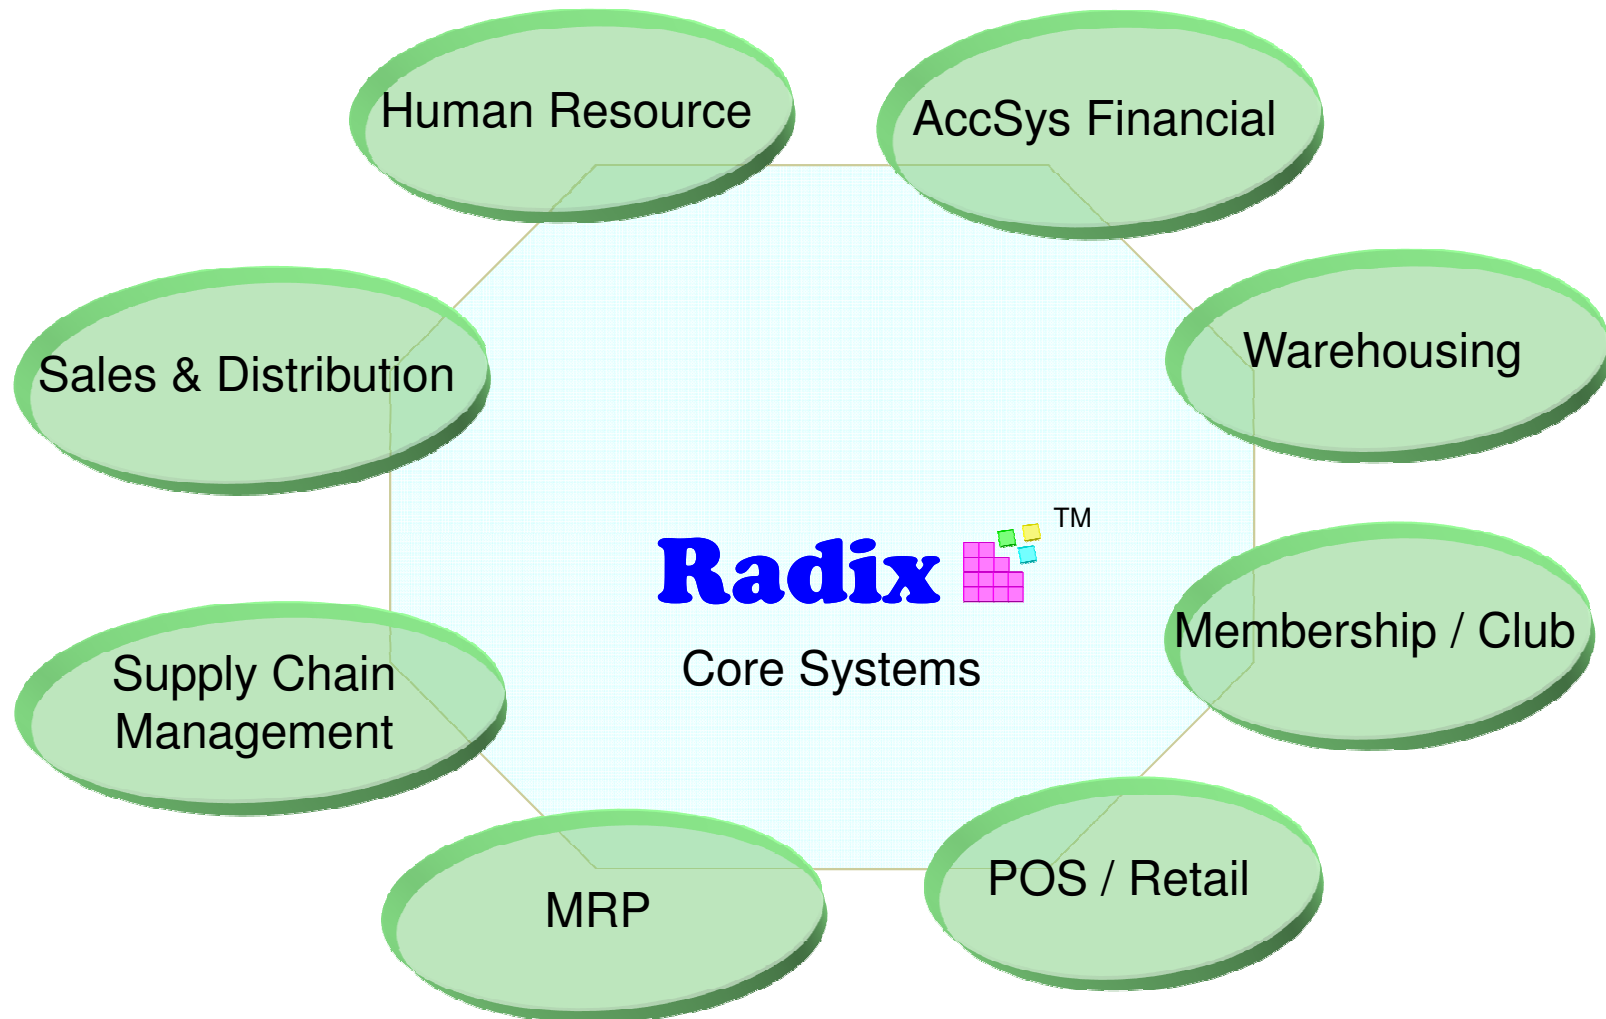 Human Resource
AccSys Financial
Sales & Distribution
Warehousing
Radix TM
Core Systems
Membership / Club
Supply Chain
Management
MRP
POS / Retail